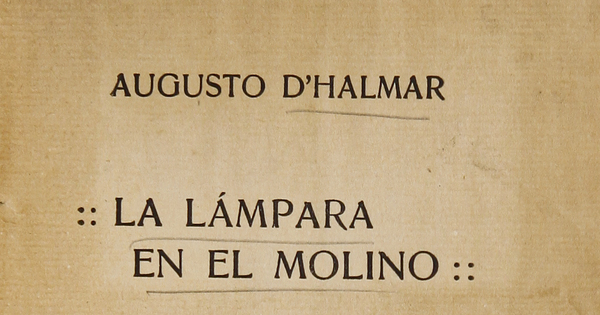 AUGUSTO D'HALMAR
:: LA LÁMPARA
EN EL MOLINO ::